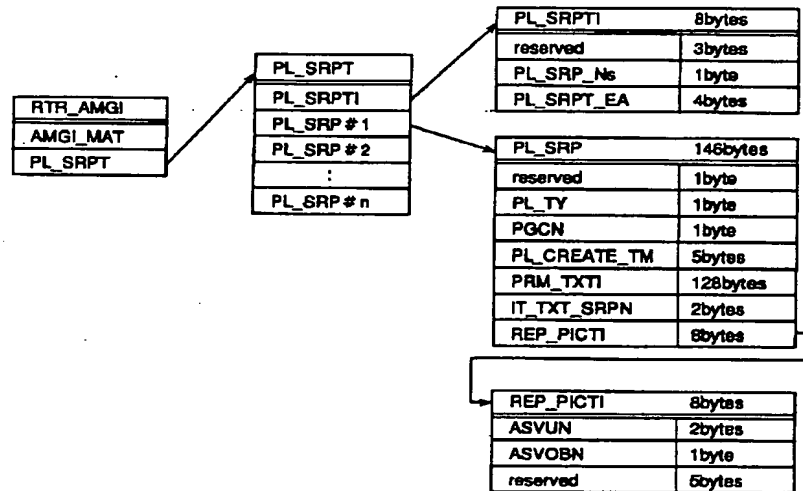 RTR_AMGI
AMGI_MAT
PL_SRPT
PL_SRPT
PL_SRPTI
PL_SRP #1
PL_SRP #2
:
PL_SRP #n
PL_SRPTI 8bytes
reserved 3bytes
PL_SRP_Ns 1byte
PL_SRPT_EA 4bytes
PL_SRP 146bytes
reserved 1byte
PL_TY 1byte
PGCN 1byte
PL_CREATE_TM 5bytes
PRM_TXTI 128bytes
IT_TXT_SRPN 2bytes
REP_PICTI 8bytes
REP_PICTI 8bytes
ASVUN 2bytes
ASVOBN 1byte
reserved 5bytes